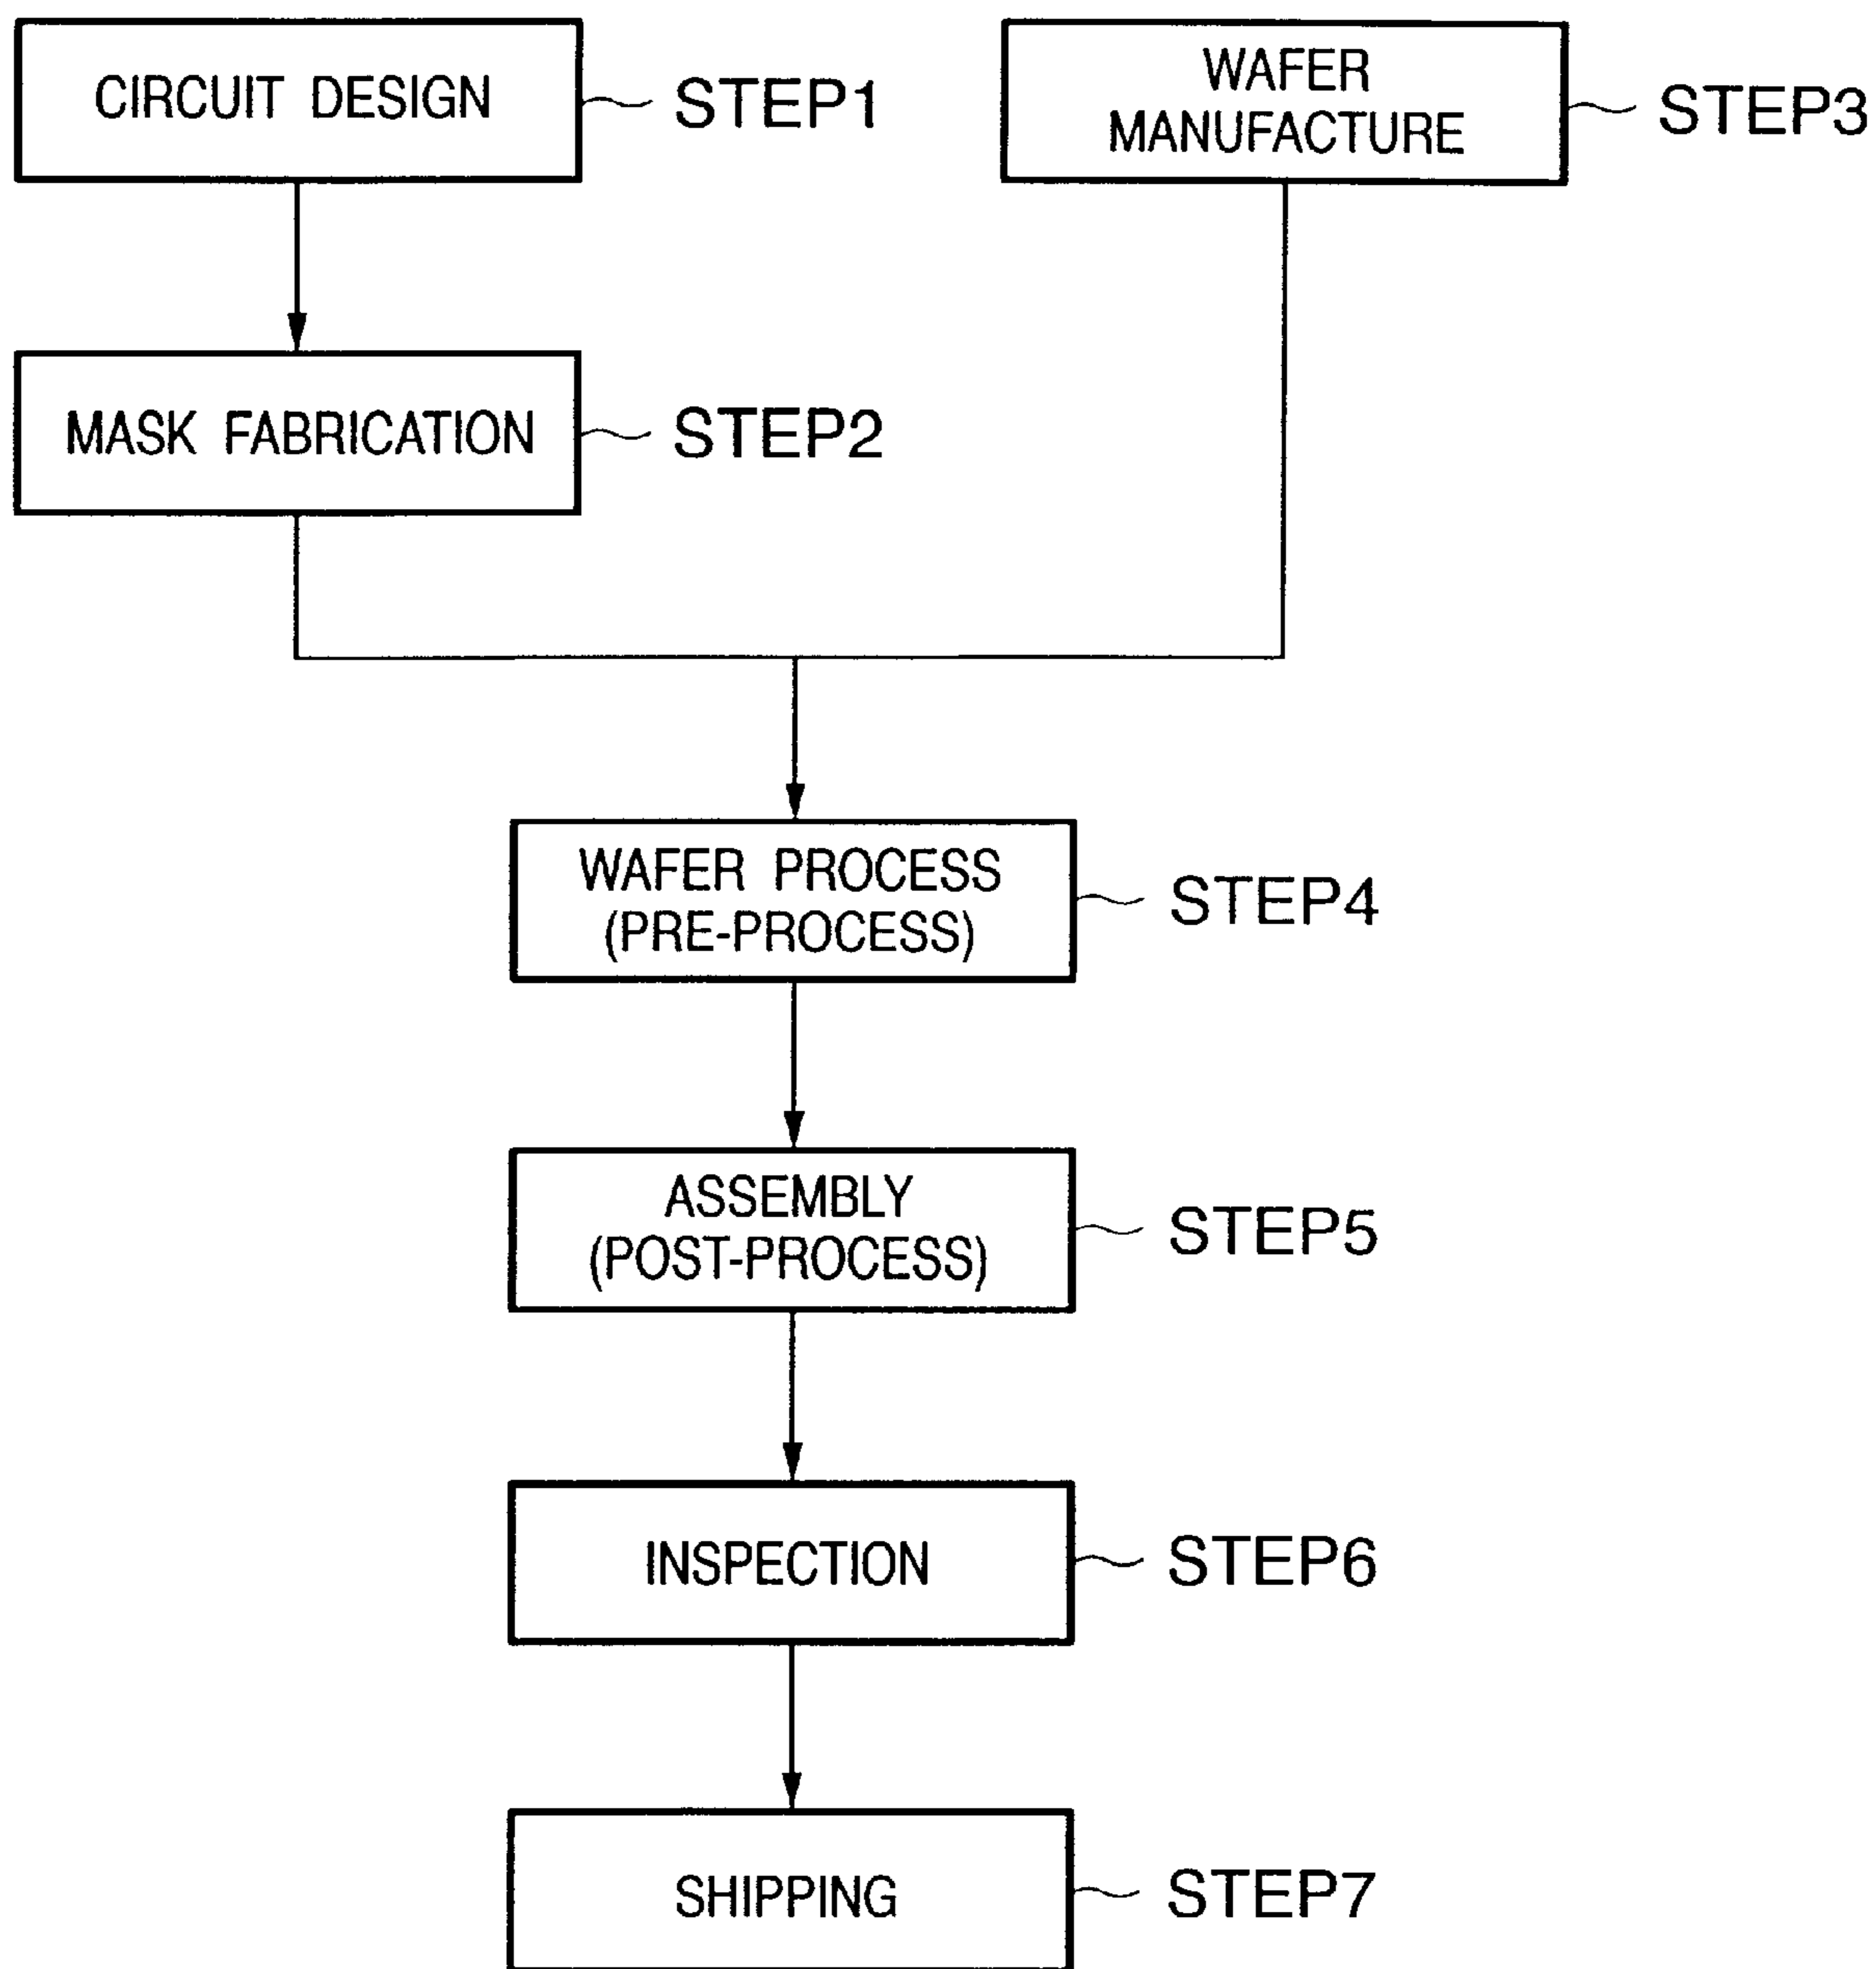 CIRCUIT DESIGN
STEP1
WAFER
MANUFACTURE
STEP3
MASK FABRICATION
STEP2
WAFER PROCESS
(PRE-PROCESS)
STEP4
ASSEMBLY
(POST-PROCESS)
STEP5
INSPECTION
STEP6
SHIPPING
STEP7